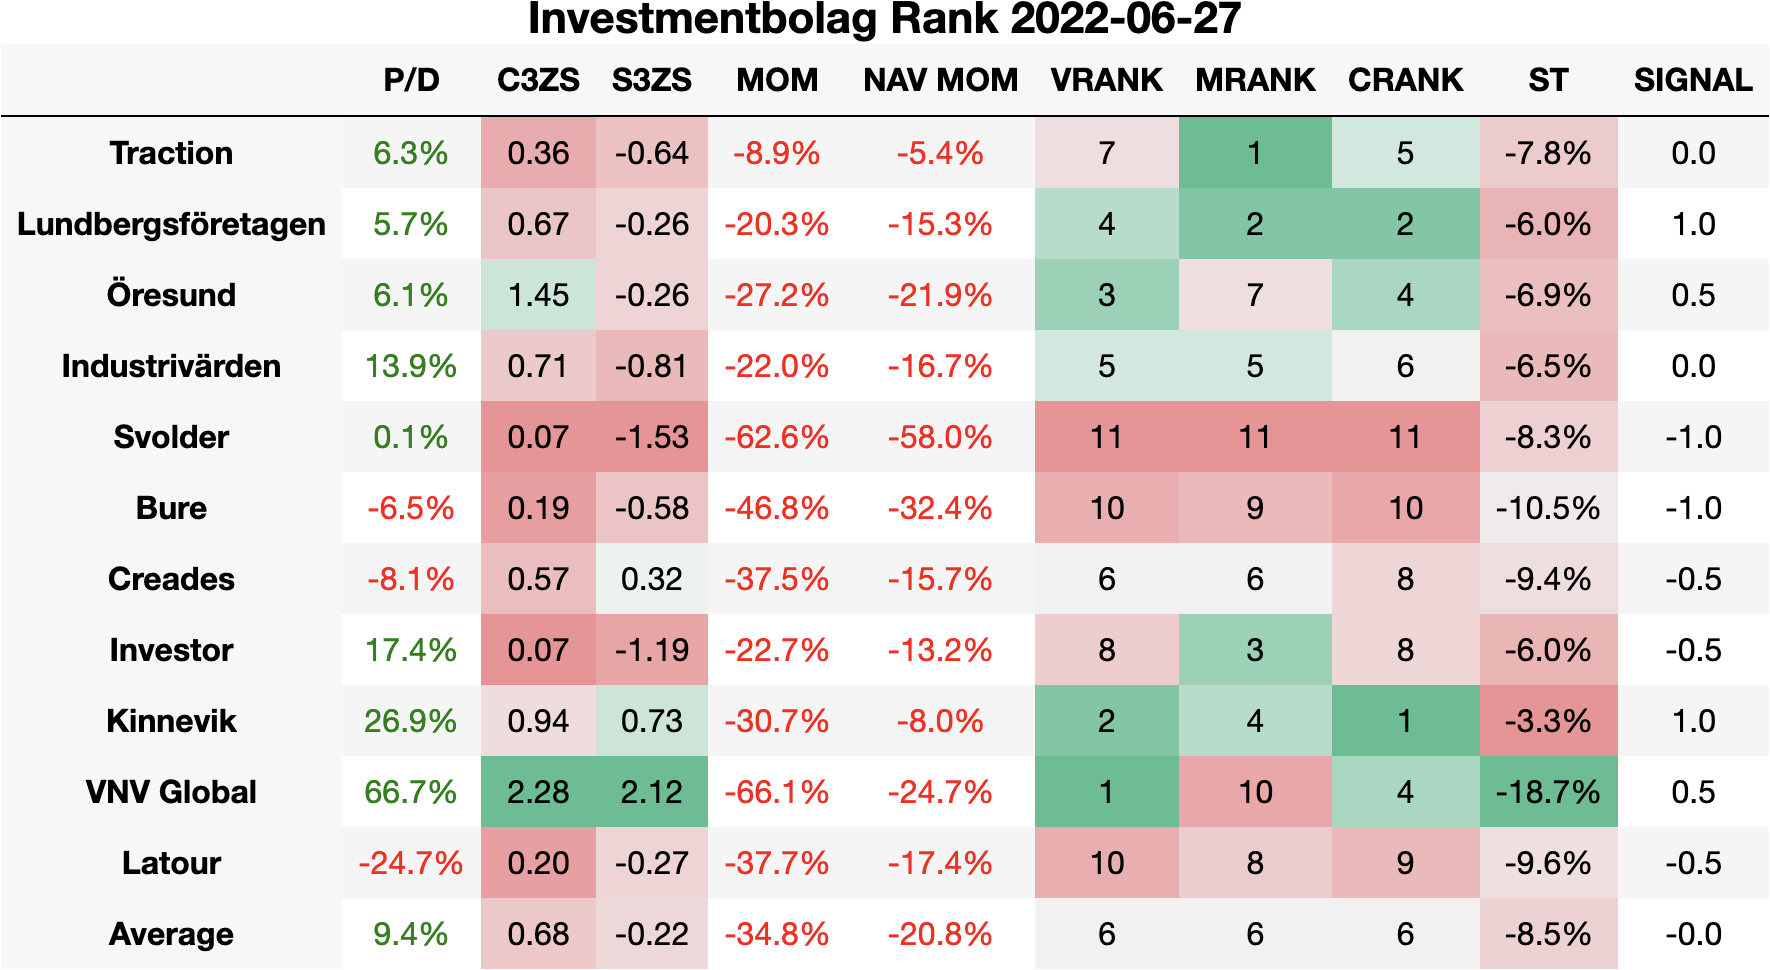 Investmentbolag Rank 2022-06-27
P/D C3ZS S3ZS MOM NAV MOM VRANK MRANK CRANK ST SIGNAL
Traction 6.3% 0.36 -0.64 -8.9% -5.4% 7 1 5 -7.8% 0.0
Lundbergsföretagen 5.7% 0.67 -0.26 -20.3% -15.3% 4 2 2 -6.0% 1.0
Öresund 6.1% 1.45 -0.26 -27.2% -21.9% 3 7 4 -6.9% 0.5
Industrivärden 13.9% 0.71 -0.81 -22.0% -16.7% 5 5 6 -6.5% 0.0
Svolder 0.1% 0.07 -1.53 -62.6% -58.0% 11 11 11 -8.3% -1.0
Bure -6.5% 0.19 -0.58 -46.8% -32.4% 10 9 10 -10.5% -1.0
Creades -8.1% 0.57 0.32 -37.5% -15.7% 6 6 8 -9.4% -0.5
Investor 17.4% 0.07 -1.19 -22.7% -13.2% 8 3 8 -6.0% -0.5
Kinnevik 26.9% 0.94 0.73 -30.7% -8.0% 2 4 1 -3.3% 1.0
VNV Global 66.7% 2.28 2.12 -66.1% -24.7% 1 10 4 -18.7% 0.5
Latour -24.7% 0.20 -0.27 -37.7% -17.4% 10 8 9 -9.6% -0.5
Average 9.4% 0.68 -0.22 -34.8% -20.8% 6 6 6 -8.5% -0.0